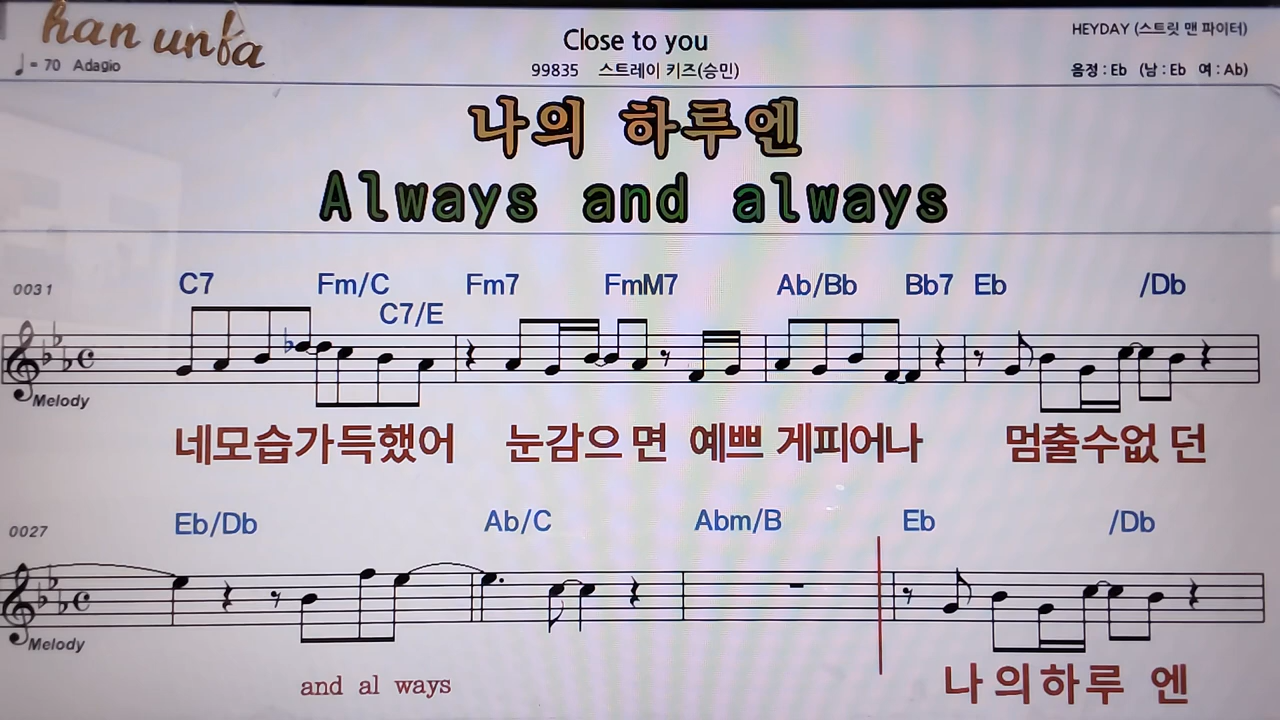 han unba
Close to you
HEYDAY (스트릿 맨 파이터)
♩= 70 Adagio
99835 스트레이 키즈(승민)
음정 : Eb (남 : Eb 여 : Ab)
나의 하루엔
Always and always
0031
C7 Fm/C C7/E Fm7 FmM7 Ab/Bb Bb7 Eb /Db
Melody
네모습가득했어 눈감으 면 예쁘 게피어나 멈출수없 던
0027
Eb/Db Ab/C Abm/B Eb /Db
Melody
and al ways 나 의하루 엔